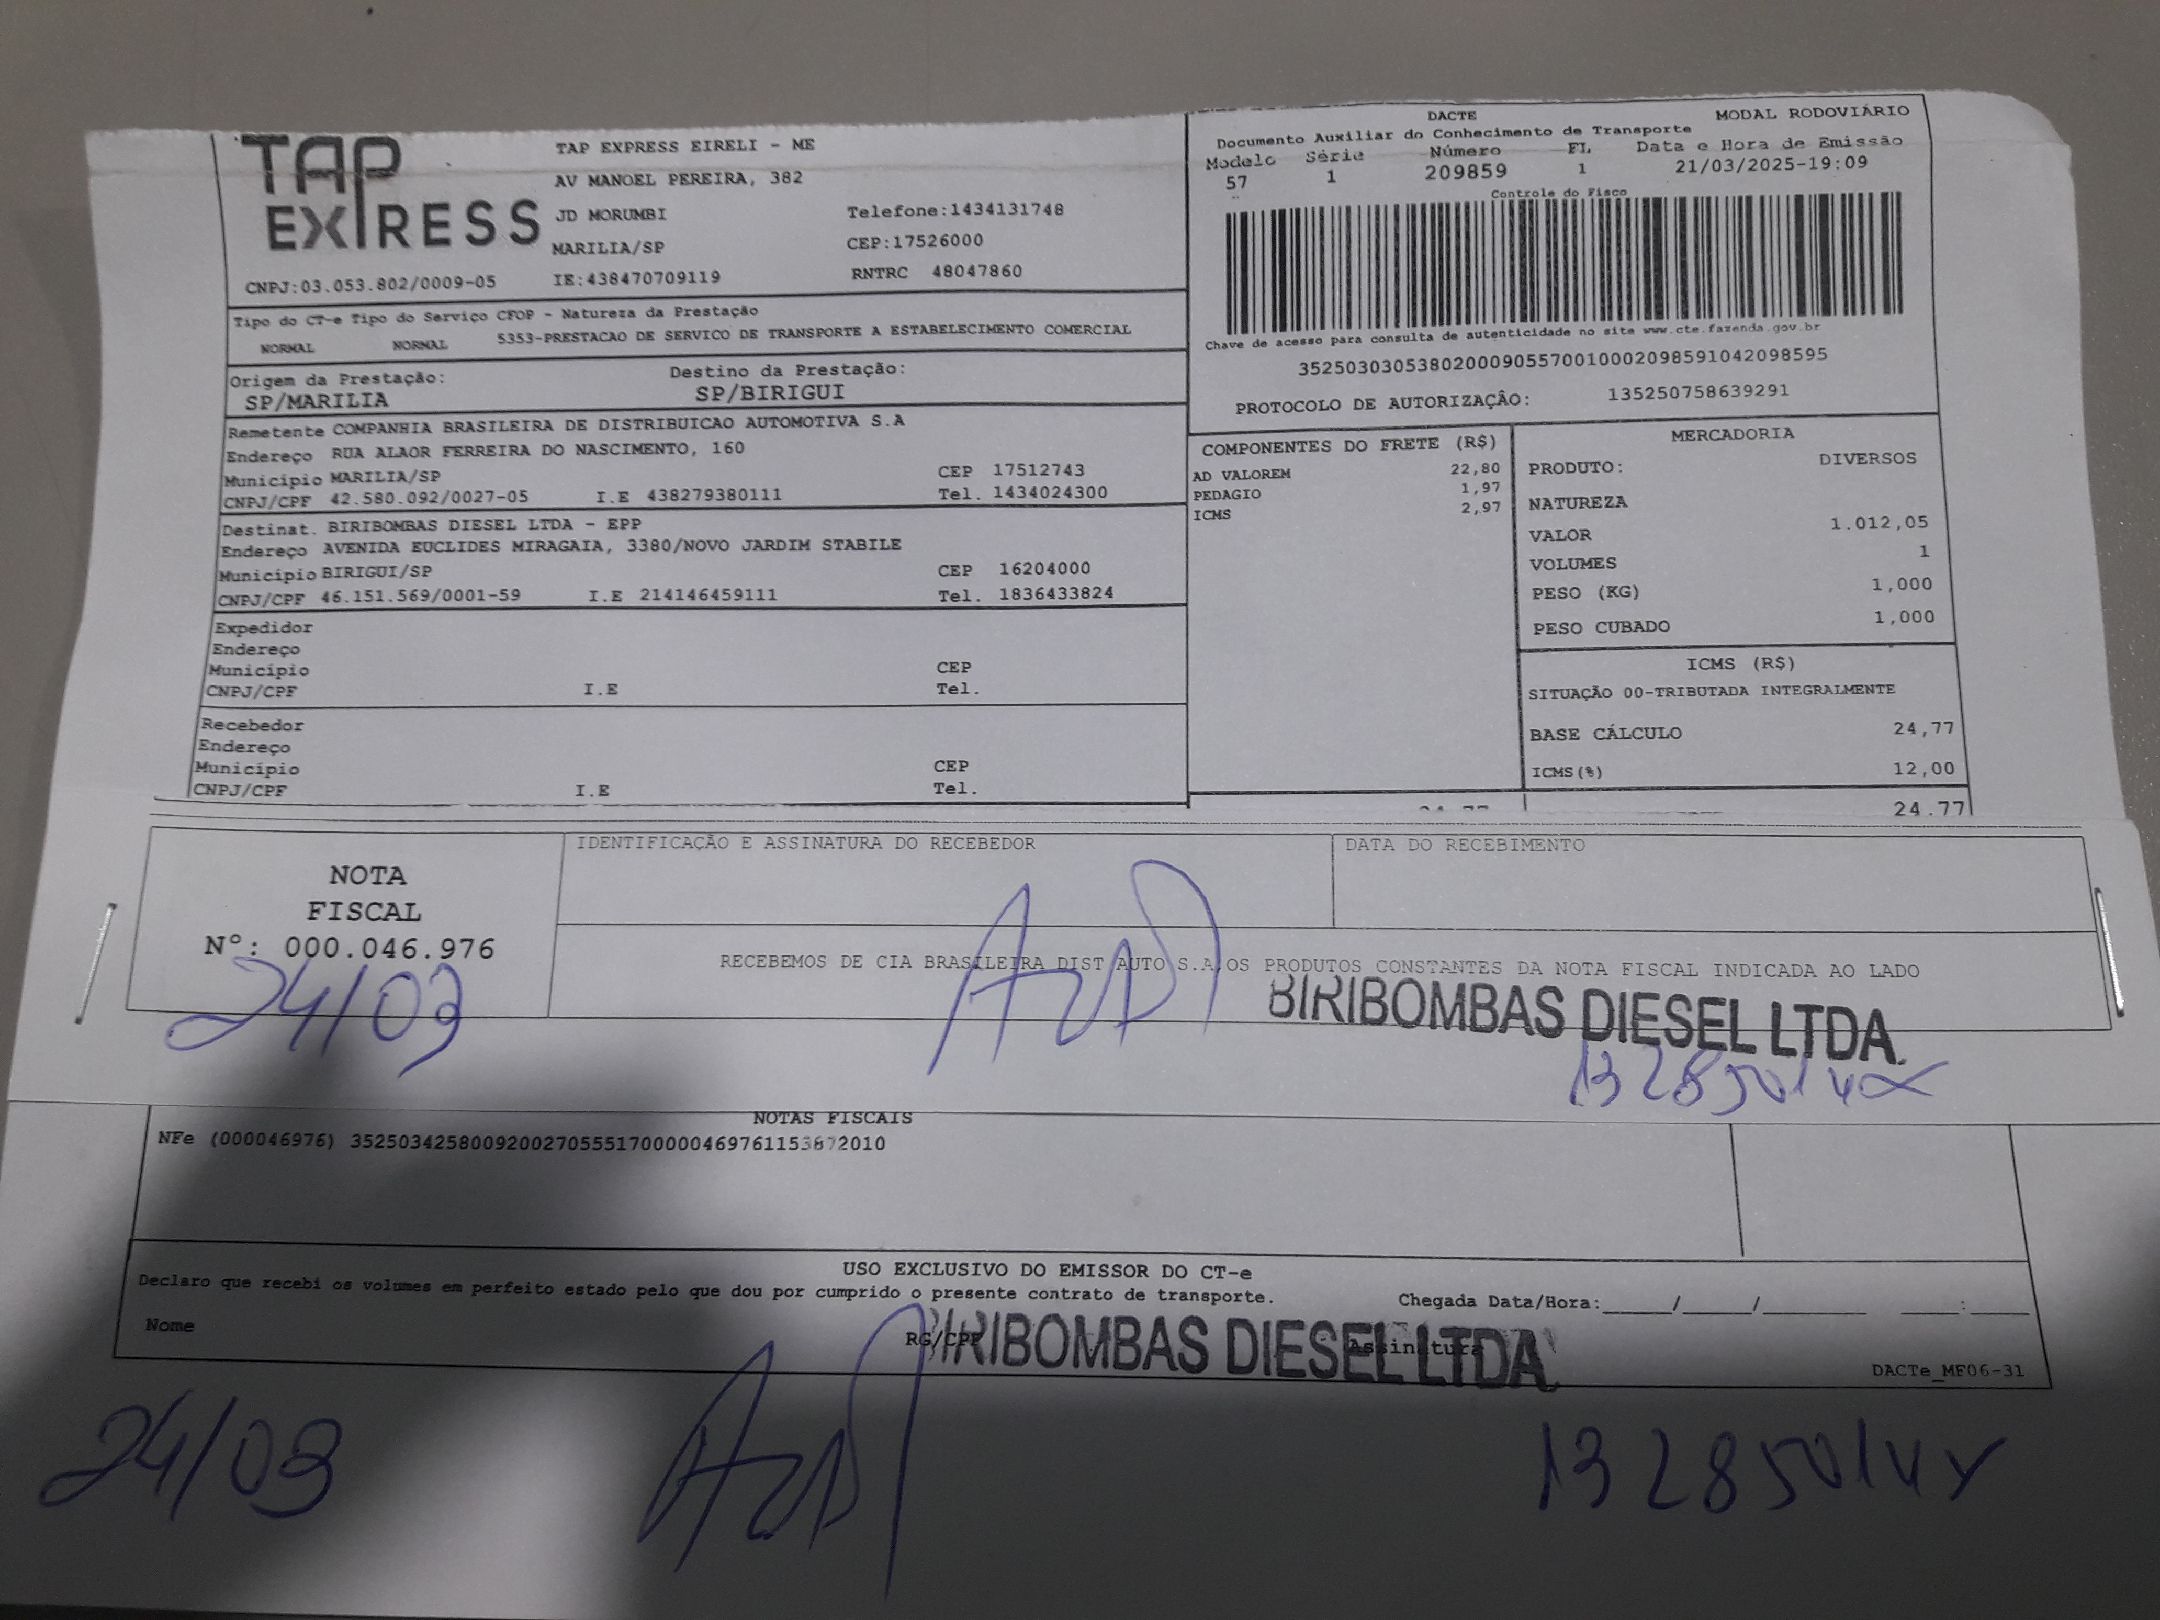 TAP
EXPRESS
TAP EXPRESS EIRELI - ME
AV MANOEL PEREIRA, 382
JD MORUMBI
Telefone:1434131748
MARILIA/SP
CEP:17526000
CNPJ:03.053.802/0009-05
IE:438470709119
RNTRC 48047860
DACTE
MODAL RODOVIÁRIO
Documento Auxiliar do Conhecimento de Transporte
Modelo Série Número FL Data e Hora de Emissão
57 1 209859 1 21/03/2025-19:09
Controle do Fisco
Chave de acesso para consulta de autenticidade no site www.cte.fazenda.gov.br
35250303053802000905570010002098591042098595
PROTOCOLO DE AUTORIZAÇÂO: 135250758639291
Tipo do CT-e Tipo do Serviço CFOP - Natureza da Prestação
NORMAL NORMAL 5353-PRESTACAO DE SERVICO DE TRANSPORTE A ESTABELECIMENTO COMERCIAL
Origem da Prestação: Destino da Prestação:
SP/MARILIA SP/BIRIGUI
Remetente COMPANHIA BRASILEIRA DE DISTRIBUICAO AUTOMOTIVA S.A
Endereço RUA ALAOR FERREIRA DO NASCIMENTO, 160
Município MARILIA/SP CEP 17512743
CNPJ/CPF 42.580.092/0027-05 I.E 438279380111 Tel. 1434024300
Destinat. BIRIBOMBAS DIESEL LTDA - EPP
Endereço AVENIDA EUCLIDES MIRAGAIA, 3380/NOVO JARDIM STABILE
Município BIRIGUI/SP CEP 16204000
CNPJ/CPF 46.151.569/0001-59 I.E 214146459111 Tel. 1836433824
Expedidor
Endereço
Município CEP
CNPJ/CPF I.E Tel.
Recebedor
Endereço
Município CEP
CNPJ/CPF I.E Tel.
COMPONENTES DO FRETE (R$)
AD VALOREM 22,80
PEDAGIO 1,97
ICMS 2,97
MERCADORIA
PRODUTO: DIVERSOS
NATUREZA
VALOR 1.012,05
VOLUMES 1
PESO (KG) 1,000
PESO CUBADO 1,000
ICMS (R$)
SITUAÇÃO 00-TRIBUTADA INTEGRALMENTE
BASE CÁLCULO 24,77
ICMS(%) 12,00
24.77
NOTA
FISCAL
Nº: 000.046.976
IDENTIFICAÇÃO E ASSINATURA DO RECEBEDOR
DATA DO RECEBIMENTO
RECEBEMOS DE CIA BRASILEIRA DIST AUTO S.A OS PRODUTOS CONSTANTES DA NOTA FISCAL INDICADA AO LADO
24/03
BIRIBOMBAS DIESEL LTDA.
NOTAS FISCAIS
NFe (000046976) 35250342580092002705551700000469761153872010
USO EXCLUSIVO DO EMISSOR DO CT-e
Declaro que recebi os volumes em perfeito estado pelo que dou por cumprido o presente contrato de transporte.
Chegada Data/Hora:_____/_____/_________ _____:_____
Nome RG/CPF Assinatura
BIRIBOMBAS DIESEL LTDA
DACTe_MF06-31
24/03